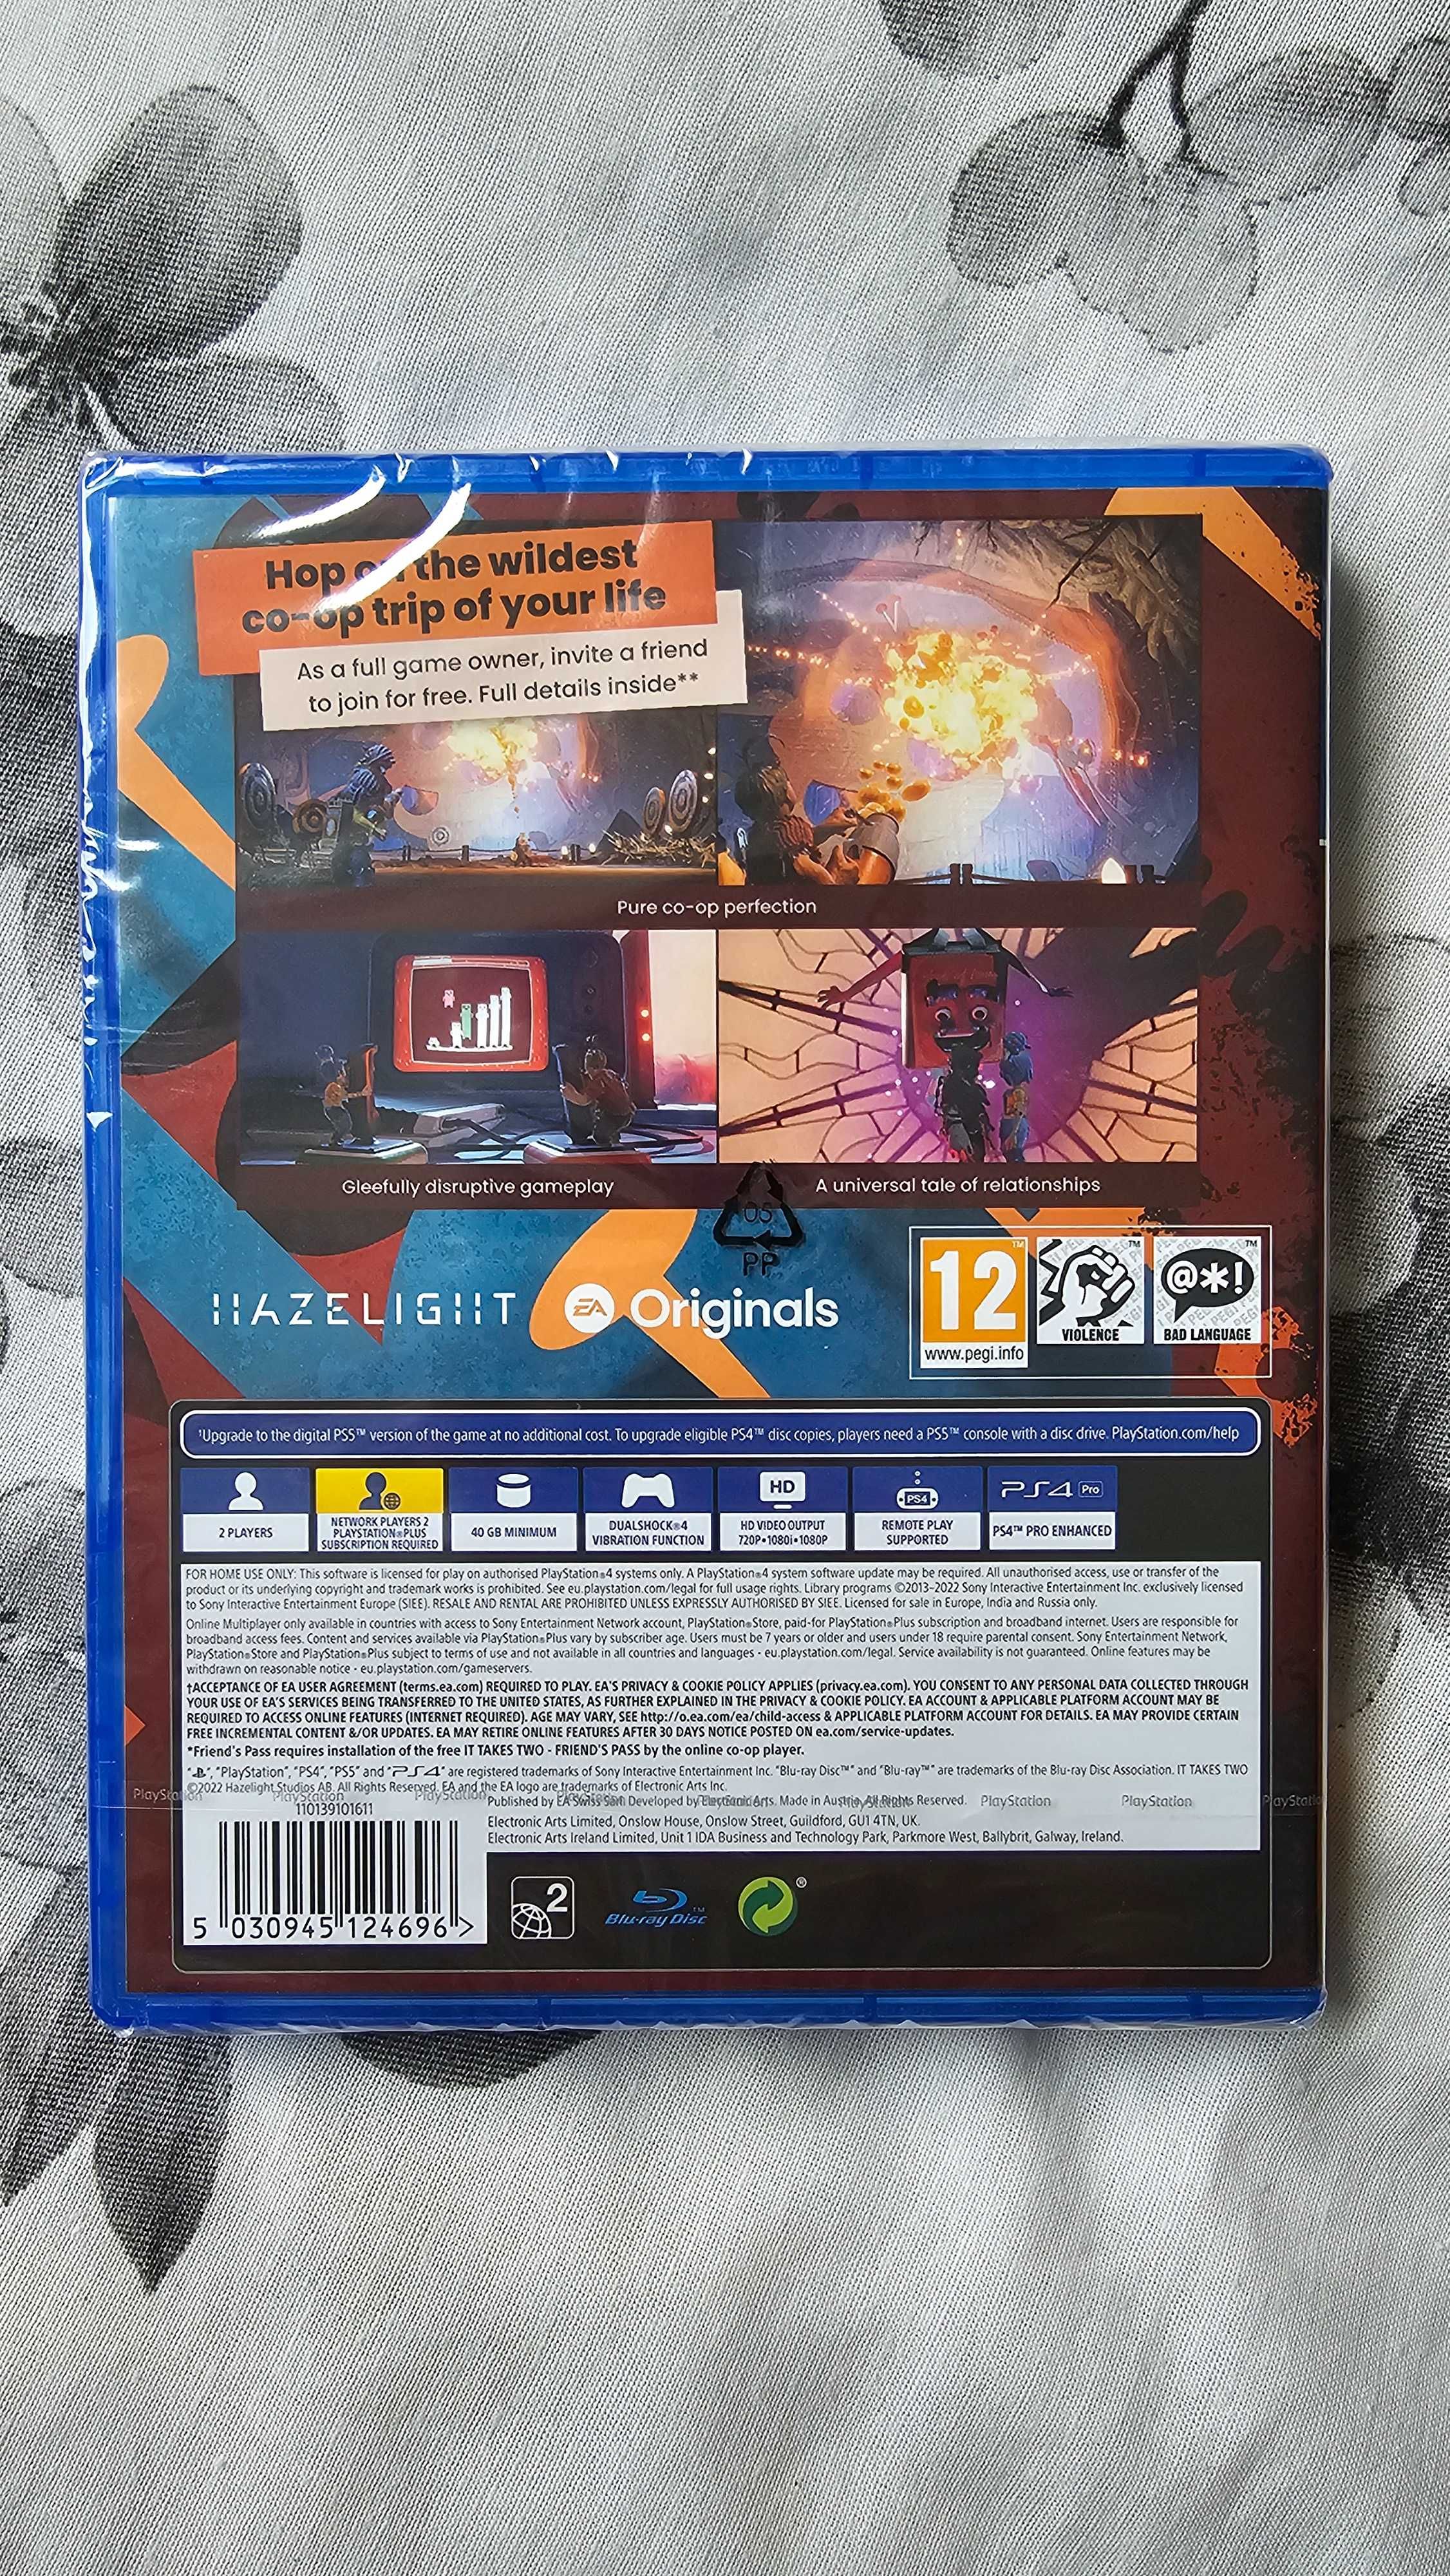 Hop on the wildest
co-op trip of your life
As a full game owner, invite a friend
to join for free. Full details inside**
Pure co-op perfection
Gleefully disruptive gameplay
A universal tale of relationships
05
PP
HAZELIGHT
EA Originals
12™
www.pegi.info
™
VIOLENCE
@*!
™
BAD LANGUAGE
¹Upgrade to the digital PS5™ version of the game at no additional cost. To upgrade eligible PS4™ disc copies, players need a PS5™ console with a disc drive. PlayStation.com/help
HD
PS4
PS4 Pro
2 PLAYERS
NETWORK PLAYERS 2
PLAYSTATION®PLUS
SUBSCRIPTION REQUIRED
40 GB MINIMUM
DUALSHOCK®4
VIBRATION FUNCTION
HD VIDEO OUTPUT
720P•1080i•1080P
REMOTE PLAY
SUPPORTED
PS4™ PRO ENHANCED
FOR HOME USE ONLY: This software is licensed for play on authorised PlayStation®4 systems only. A PlayStation®4 system software update may be required. All unauthorised access, use or transfer of the
product or its underlying copyright and trademark works is prohibited. See eu.playstation.com/legal for full usage rights. Library programs ©2013-2022 Sony Interactive Entertainment Inc. exclusively licensed
to Sony Interactive Entertainment Europe (SIEE). RESALE AND RENTAL ARE PROHIBITED UNLESS EXPRESSLY AUTHORISED BY SIEE. Licensed for sale in Europe, India and Russia only.
Online Multiplayer only available in countries with access to Sony Entertainment Network account, PlayStation®Store, paid-for PlayStation®Plus subscription and broadband internet. Users are responsible for
broadband access fees. Content and services available via PlayStation®Plus vary by subscriber age. Users must be 7 years or older and users under 18 require parental consent. Sony Entertainment Network,
PlayStation®Store and PlayStation®Plus subject to terms of use and not available in all countries and languages - eu.playstation.com/legal. Service availability is not guaranteed. Online features may be
withdrawn on reasonable notice - eu.playstation.com/gameservers.
†ACCEPTANCE OF EA USER AGREEMENT (terms.ea.com) REQUIRED TO PLAY. EA'S PRIVACY & COOKIE POLICY APPLIES (privacy.ea.com). YOU CONSENT TO ANY PERSONAL DATA COLLECTED THROUGH
YOUR USE OF EA'S SERVICES BEING TRANSFERRED TO THE UNITED STATES, AS FURTHER EXPLAINED IN THE PRIVACY & COOKIE POLICY. EA ACCOUNT & APPLICABLE PLATFORM ACCOUNT MAY BE
REQUIRED TO ACCESS ONLINE FEATURES (INTERNET REQUIRED). AGE MAY VARY, SEE http://o.ea.com/ea/child-access & APPLICABLE PLATFORM ACCOUNT FOR DETAILS. EA MAY PROVIDE CERTAIN
FREE INCREMENTAL CONTENT &/OR UPDATES. EA MAY RETIRE ONLINE FEATURES AFTER 30 DAYS NOTICE POSTED ON ea.com/service-updates.
*Friend's Pass requires installation of the free IT TAKES TWO - FRIEND'S PASS by the online co-op player.
"PS", "PlayStation", "PS4", "PS5" and "PS4" are registered trademarks of Sony Interactive Entertainment Inc. "Blu-ray Disc™" and "Blu-ray™" are trademarks of the Blu-ray Disc Association. IT TAKES TWO
©2022 Hazelight Studios AB. All Rights Reserved. EA and the EA logo are trademarks of Electronic Arts Inc.
PlayStation PlayStation PlayStation PlayStation PlayStation PlayStation PlayStation PlayStation
Published by EA Swiss Sàrl Developed by Electronic Arts. Made in Austria. All Rights Reserved.
110139101611
Electronic Arts Limited, Onslow House, Onslow Street, Guildford, GU1 4TN, UK.
Electronic Arts Ireland Limited, Unit 1 IDA Business and Technology Park, Parkmore West, Ballybrit, Galway, Ireland.
5 030945 124696 >
2
Blu-ray Disc™
®